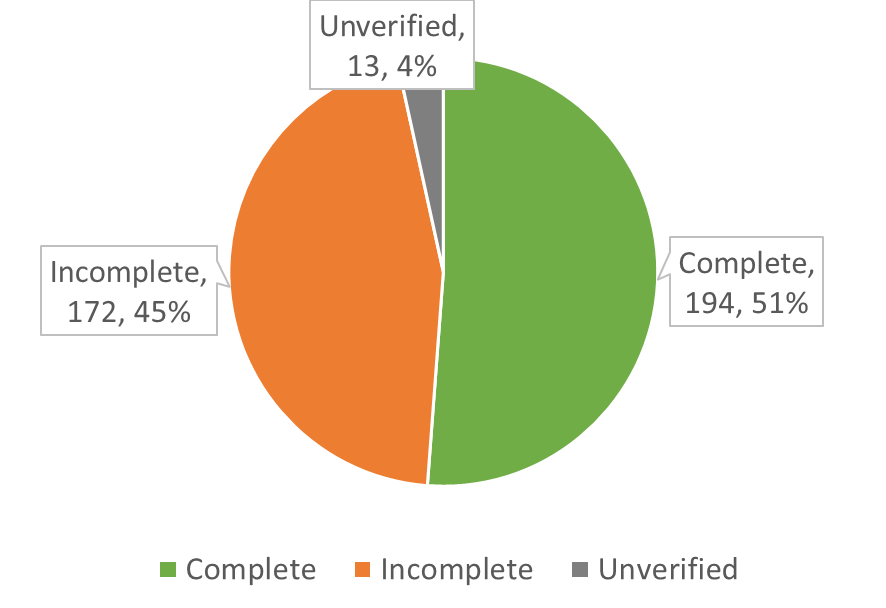 Unverified,
13, 4%
Incomplete,
172, 45%
Complete,
194, 51%
Complete
Incomplete
Unverified